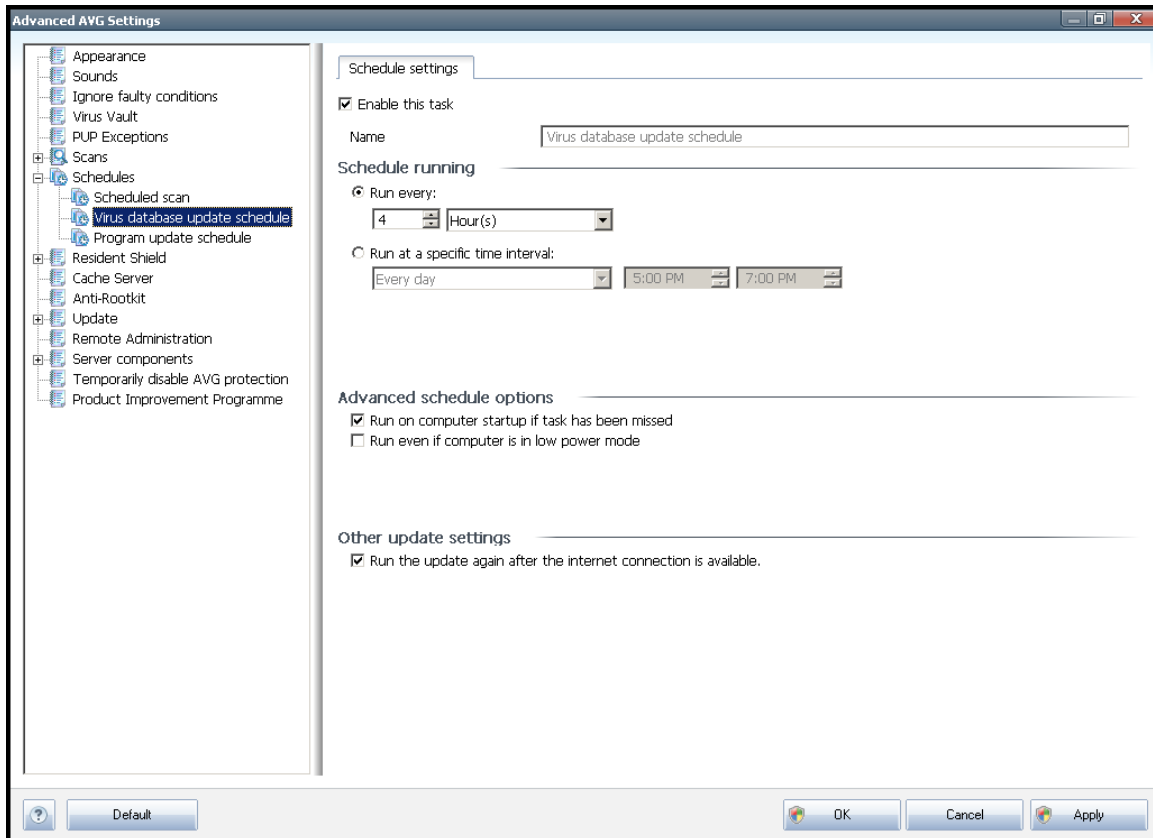 Advanced AVG Settings
Appearance
Sounds
Ignore faulty conditions
Virus Vault
PUP Exceptions
Scans
Schedules
Scheduled scan
Virus database update schedule
Program update schedule
Resident Shield
Cache Server
Anti-Rootkit
Update
Remote Administration
Server components
Temporarily disable AVG protection
Product Improvement Programme
Schedule settings
Enable this task
Name Virus database update schedule
Schedule running
Run every:
4 Hour(s)
Run at a specific time interval:
Every day 5:00 PM 7:00 PM
Advanced schedule options
Run on computer startup if task has been missed
Run even if computer is in low power mode
Other update settings
Run the update again after the internet connection is available.
? Default OK Cancel Apply